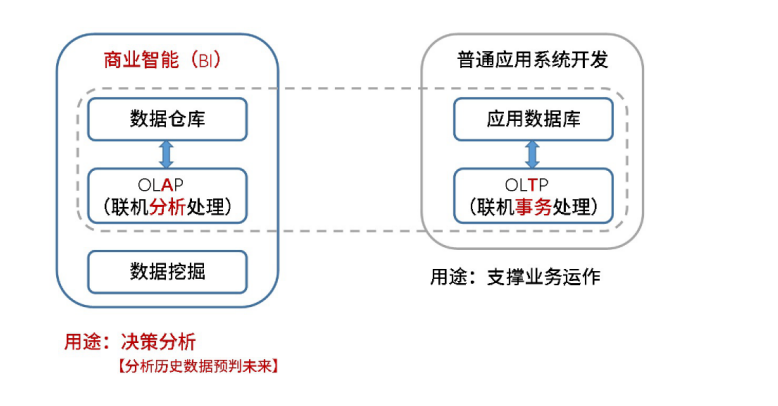 商业智能（BI）
数据仓库
OLAP
（联机分析处理）
数据挖掘
用途：决策分析
【分析历史数据预判未来】
普通应用系统开发
应用数据库
OLTP
（联机事务处理）
用途：支撑业务运作